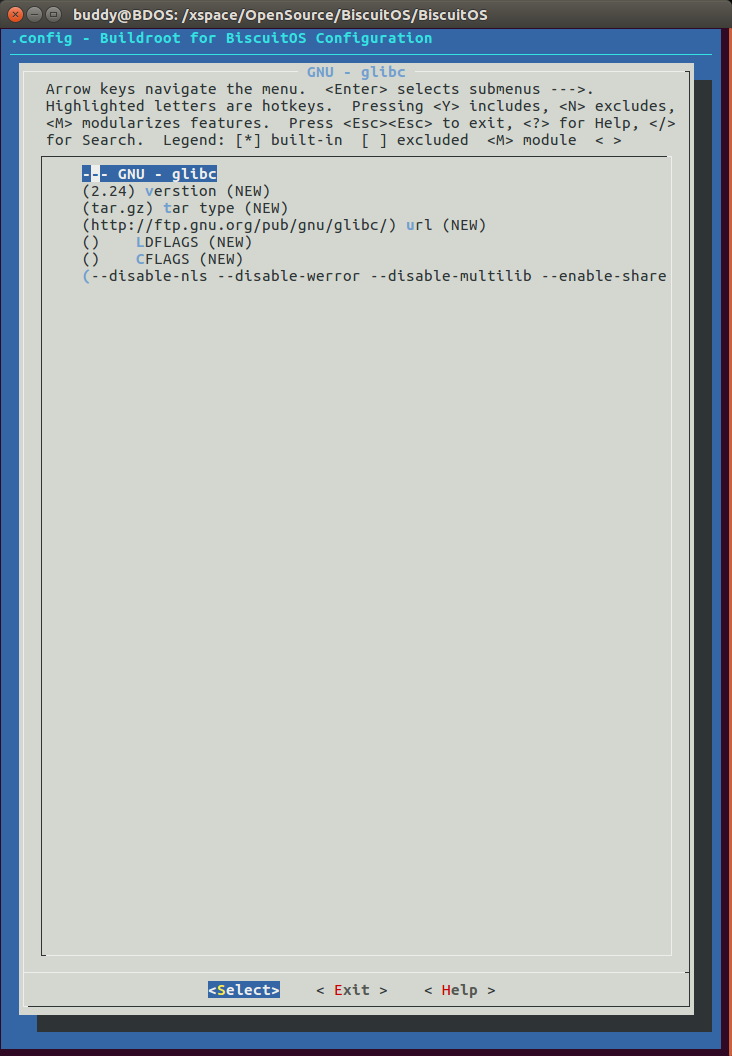 buddy@BDOS: /xspace/OpenSource/BiscuitOS/BiscuitOS
.config - Buildroot for BiscuitOS Configuration
GNU - glibc
Arrow keys navigate the menu.  <Enter> selects submenus --->.
Highlighted letters are hotkeys.  Pressing <Y> includes, <N> excludes,
<M> modularizes features.  Press <Esc><Esc> to exit, <?> for Help, </>
for Search.  Legend: [*] built-in  [ ] excluded  <M> module  < >
--- GNU - glibc
(2.24) verstion (NEW)
(tar.gz) tar type (NEW)
(http://ftp.gnu.org/pub/gnu/glibc/) url (NEW)
()    LDFLAGS (NEW)
()    CFLAGS (NEW)
(--disable-nls --disable-werror --disable-multilib --enable-share
<Select>    < Exit >    < Help >